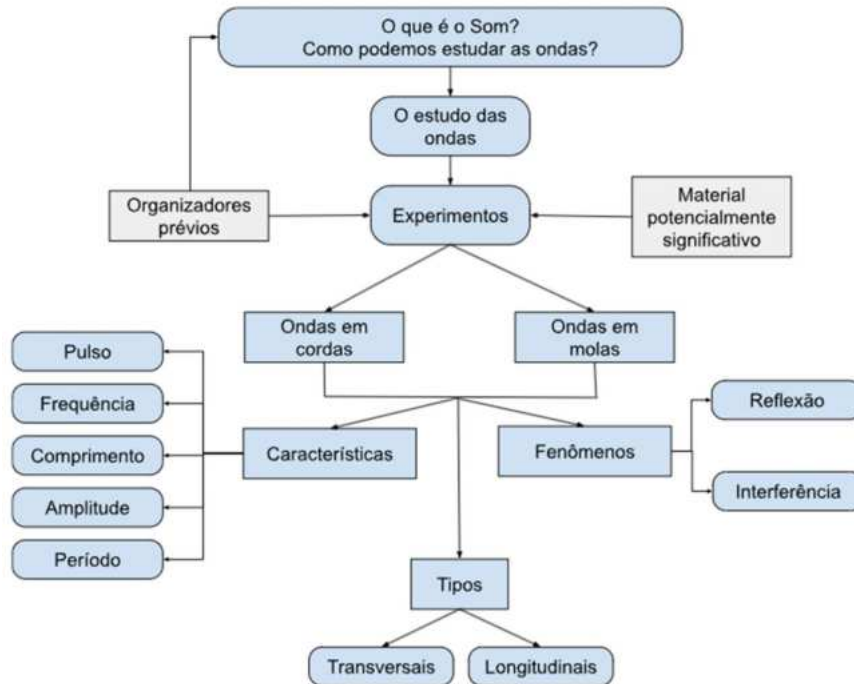 O que é o Som?
Como podemos estudar as ondas?
O estudo das
ondas
Organizadores
prévios
Experimentos
Material
potencialmente
significativo
Ondas em
cordas
Ondas em
molas
Pulso
Frequência
Comprimento
Amplitude
Período
Características
Fenômenos
Reflexão
Interferência
Tipos
Transversais
Longitudinais